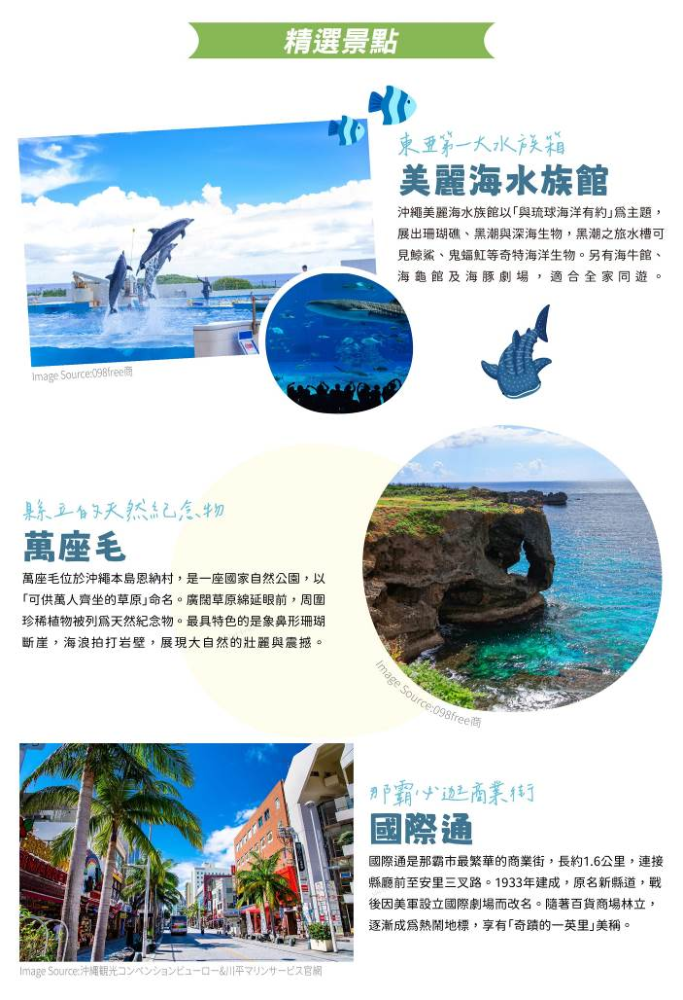 精選景點
東亜第一大水族箱
美麗海水族館
沖繩美麗海水族館以「與琉球海洋有約」為主題，
展出珊瑚礁、黑潮與深海生物，黑潮之旅水槽可
見鯨鯊、鬼蝠魟等奇特海洋生物。另有海牛館、
海龜館及海豚劇場，適合全家同遊。
Image Source:098free商
縣立的天然紀念物
萬座毛
萬座毛位於沖繩本島恩納村，是一座國家自然公園，以
「可供萬人齊坐的草原」命名。廣闊草原綿延眼前，周圍
珍稀植物被列為天然紀念物。最具特色的是象鼻形珊瑚
斷崖，海浪拍打岩壁，展現大自然的壯麗與震撼。
Image Source:098free商
那霸必遊商業街
國際通
國際通是那霸市最繁華的商業街，長約1.6公里，連接
縣廳前至安里三叉路。1933年建成，原名新縣道，戰
後因美軍設立國際劇場而改名。隨著百貨商場林立，
逐漸成為熱鬧地標，享有「奇蹟的一英里」美稱。
Image Source:沖縄観光コンベンションビューロー&川平マリンサービス官網